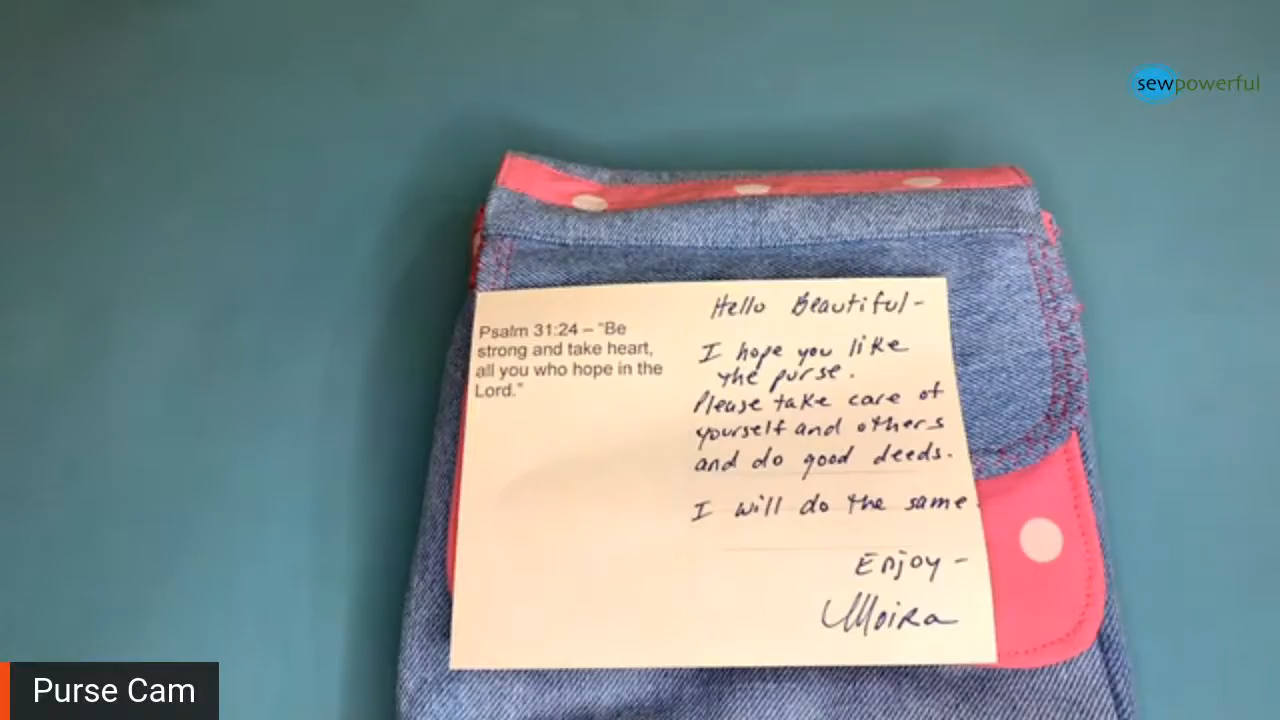 sewpowerful
Psalm 31:24 – "Be
strong and take heart,
all you who hope in the
Lord."
Hello Beautiful-
I hope you like
the purse.
Please take care of
yourself and others
and do good deeds.
I will do the same.
Enjoy-
Moira
Purse Cam